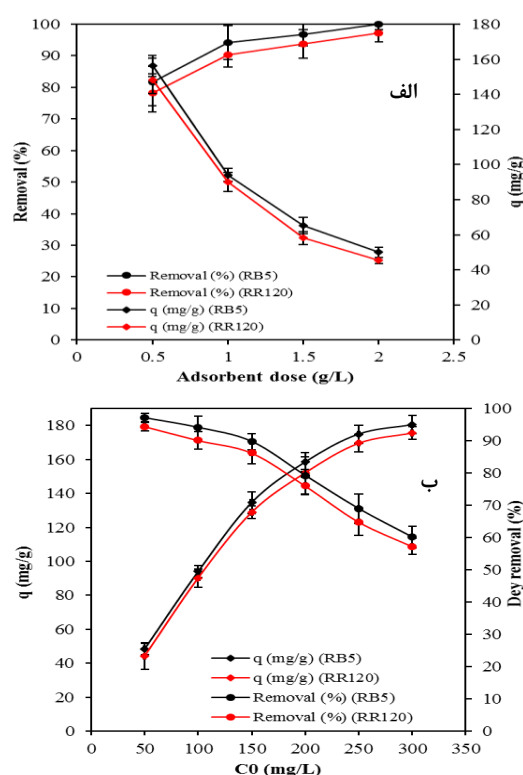 100
90
80
70
60
50
40
30
20
10
0
Removal (%)
180
160
140
120
100
80
60
40
20
0
q (mg/g)
الف
Removal (%) (RB5)
Removal (%) (RR120)
q (mg/g) (RB5)
q (mg/g) (RR120)
0 0.5 1 1.5 2 2.5
Adsorbent dose (g/L)
180
160
140
120
100
80
60
40
20
0
q (mg/g)
100
90
80
70
60
50
40
30
20
10
0
Dey removal (%)
ب
q (mg/g) (RB5)
q (mg/g) (RR120)
Removal (%) (RB5)
Removal (%) (RR120)
0 50 100 150 200 250 300 350
C0 (mg/L)